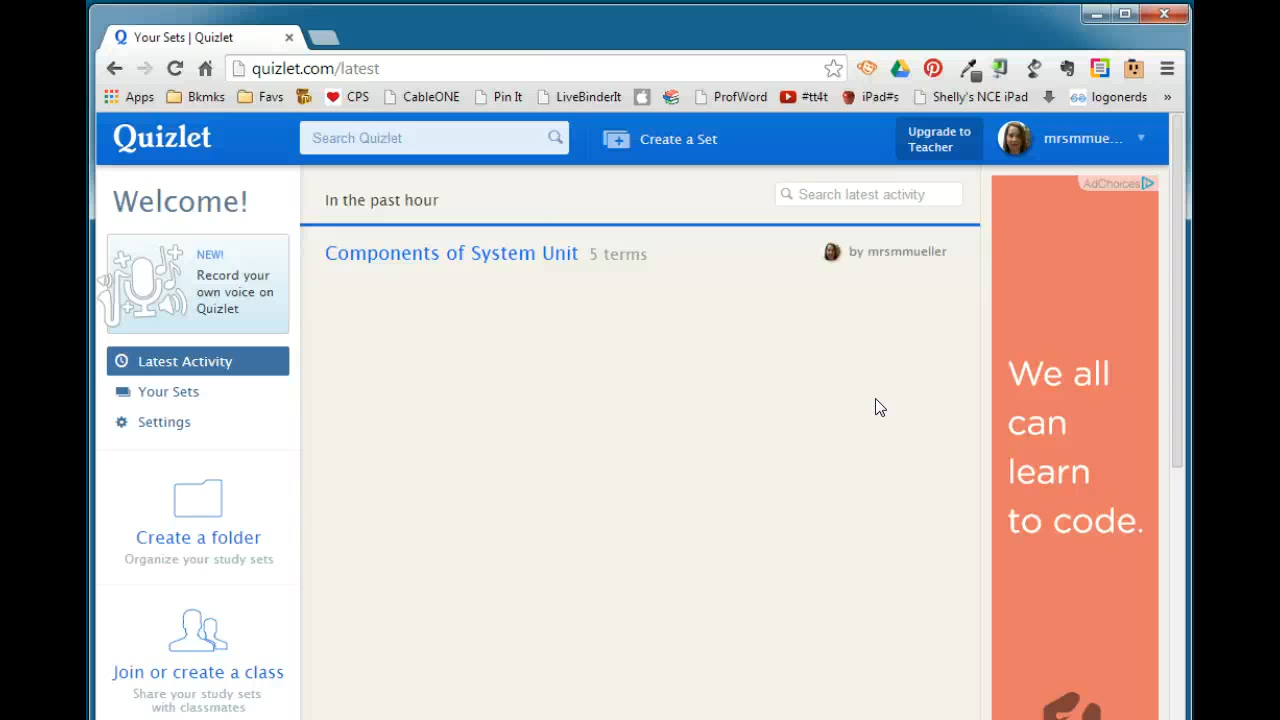 Your Sets | Quizlet
quizlet.com/latest
Apps Bkmks Favs CPS CableONE Pin It LiveBinderIt ProfWord #tt4t iPad#s Shelly's NCE iPad logonerds »
Quizlet
Search Quizlet
Create a Set
Upgrade to
Teacher
mrsmmue...
Welcome!
NEW!
Record your
own voice on
Quizlet
Latest Activity
Your Sets
Settings
Create a folder
Organize your study sets
Join or create a class
Share your study sets
with classmates
In the past hour
Search latest activity
Components of System Unit 5 terms
by mrsmmueller
AdChoices
We all
can
learn
to code.